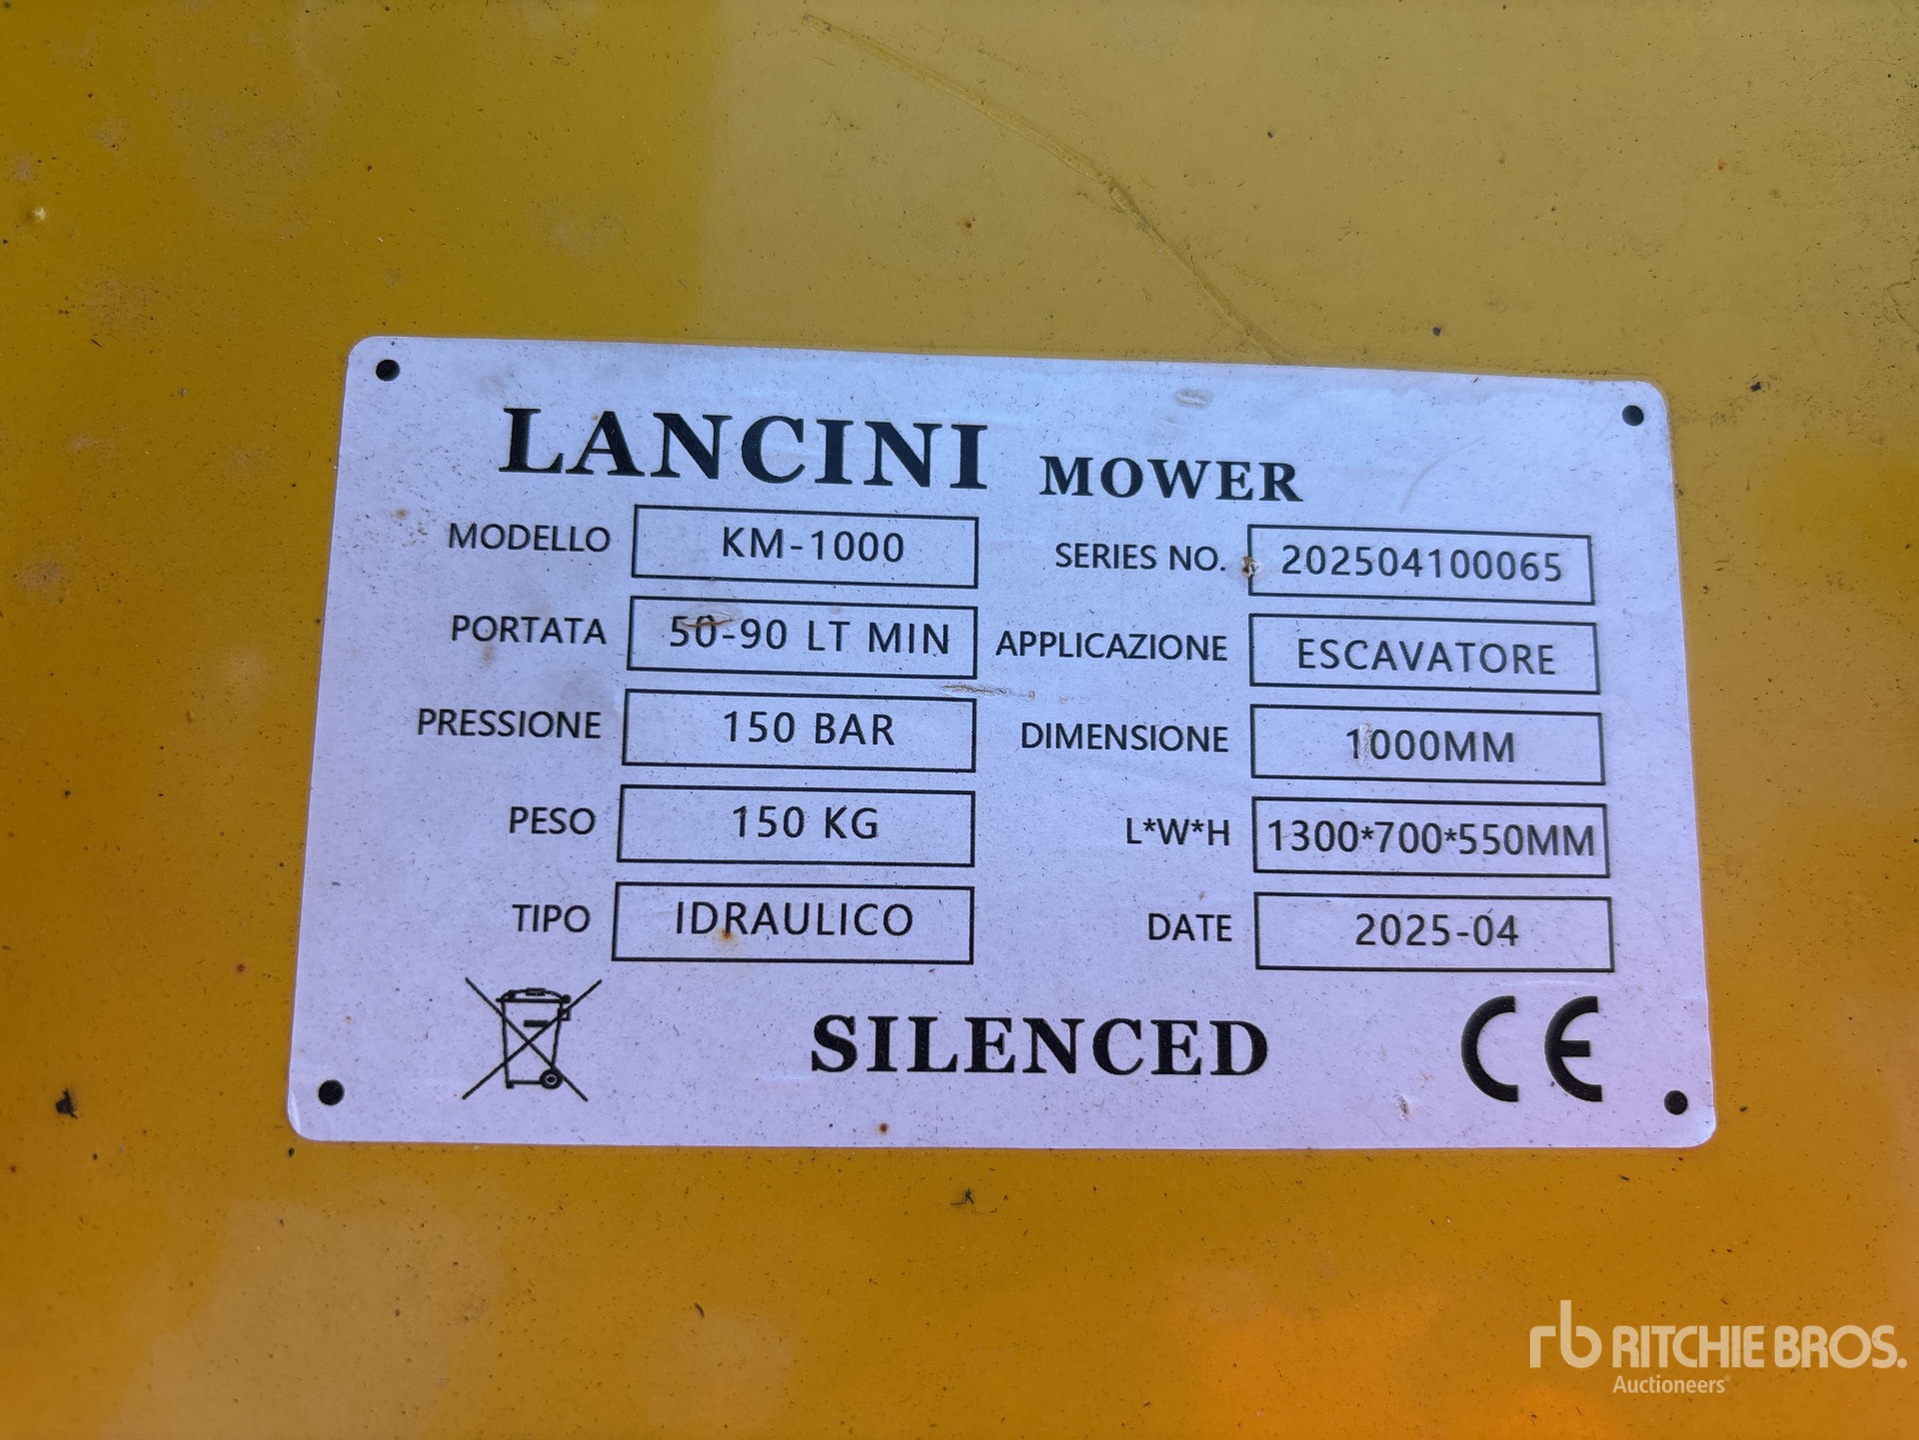 LANCINI MOWER
MODELLO KM-1000
SERIES NO. 202504100065
PORTATA 50-90 LT MIN
APPLICAZIONE ESCAVATORE
PRESSIONE 150 BAR
DIMENSIONE 1000MM
PESO 150 KG
L*W*H 1300*700*550MM
TIPO IDRAULICO
DATE 2025-04
SILENCED
CE
rb RITCHIE BROS.
Auctioneers